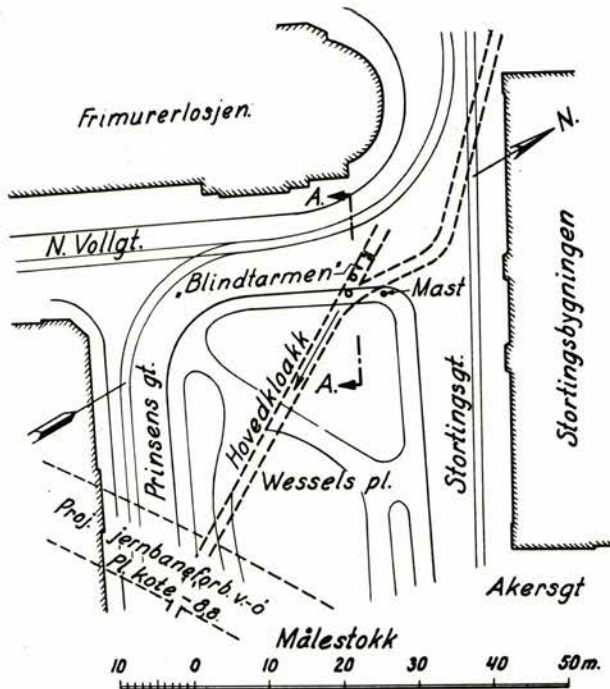 Frimurerlosjen.
N.
A.
N. Vollgt.
„Blindtarmen"
Mast
Stortingsbygningen
Hovedkloakk
A.
Prinsens gt.
Stortingsgt.
Wessels pl.
Proj. jernbaneforb. v.-ö
Pl. kote - 8,8.
Akersgt
Målestokk
10 0 10 20 30 40 50 m.